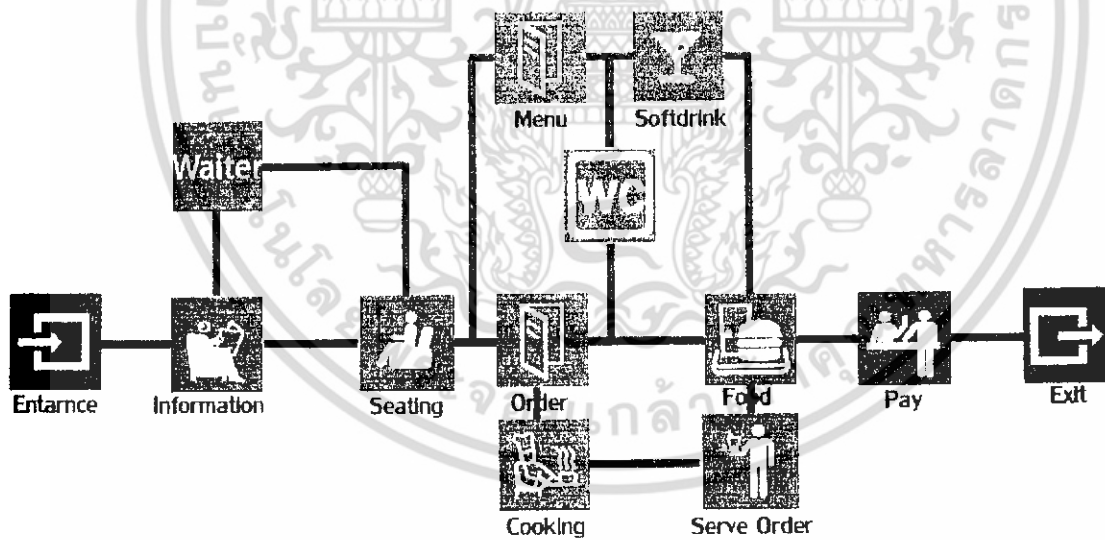 Menu
Softdrink
Waiter
WC
Entarnce
Information
Seating
Order
Food
Pay
Exit
Cooking
Serve Order